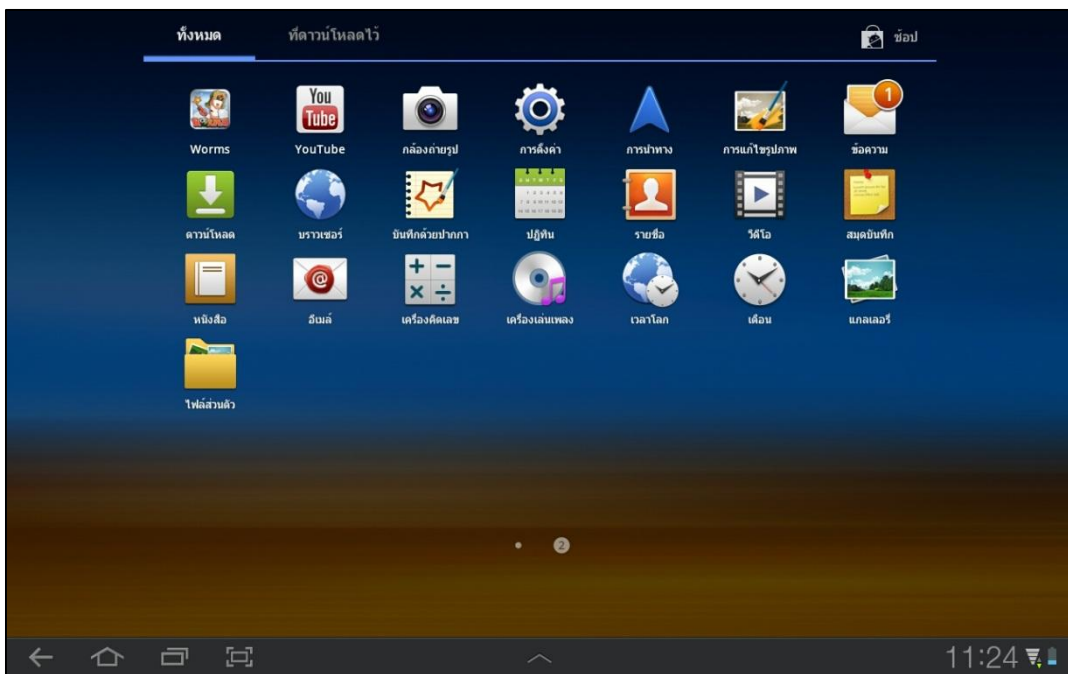 ทั้งหมด ที่ดาวน์โหลดไว้ ช้อป
You Tube 1
Worms YouTube กล้องถ่ายรูป การตั้งค่า การนำทาง การแก้ไขรูปภาพ ข้อความ
ดาวน์โหลด บราวเซอร์ บันทึกด้วยปากกา ปฏิทิน รายชื่อ วิดีโอ สมุดบันทึก
หนังสือ อีเมล์ เครื่องคิดเลข เครื่องเล่นเพลง เวลาโลก เตือน แกลเลอรี่
ไฟล์ส่วนตัว
2
11:24